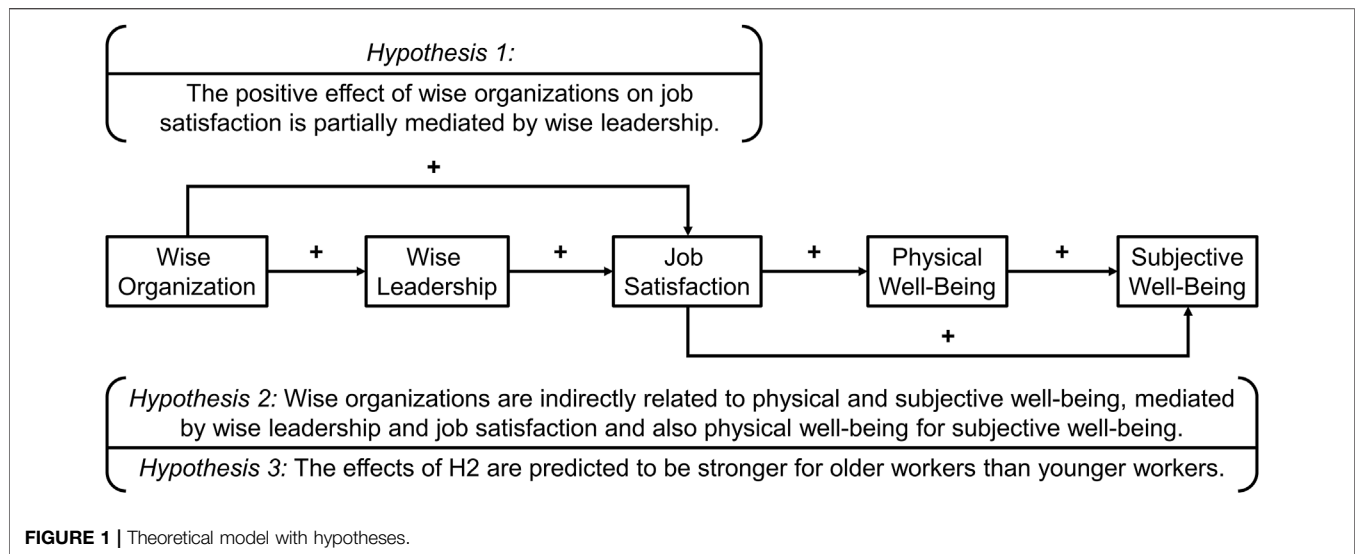 Hypothesis 1:
The positive effect of wise organizations on job
satisfaction is partially mediated by wise leadership.
+
Wise
Organization
+
Wise
Leadership
+
Job
Satisfaction
+
Physical
Well-Being
+
Subjective
Well-Being
+
Hypothesis 2: Wise organizations are indirectly related to physical and subjective well-being, mediated
by wise leadership and job satisfaction and also physical well-being for subjective well-being.
Hypothesis 3: The effects of H2 are predicted to be stronger for older workers than younger workers.
FIGURE 1 | Theoretical model with hypotheses.